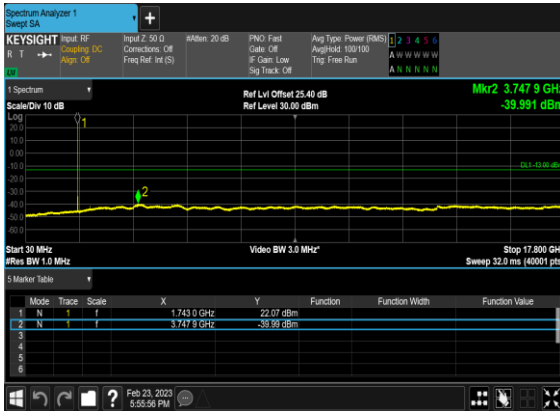 Spectrum Analyzer 1
Swept SA
+
KEYSIGHT Input: RF Input Z: 50 Ω #Atten: 20 dB PNO: Fast Avg Type: Power (RMS) 1 2 3 4 5 6
R T Coupling: DC Corrections: Off Gate: Off Avg|Hold: 100/100 A W W W W W
Align: Off Freq Ref: Int (S) IF Gain: Low Trig: Free Run
Sig Track: Off A N N N N N
1 Spectrum Ref Lvl Offset 25.40 dB Mkr2 3.747 9 GHz
Scale/Div 10 dB Ref Level 30.00 dBm -39.991 dBm
Log
20.0
10.0
0.00
-10.0 DL1 -13.00 dBm
-20.0
-30.0
-40.0
-50.0
-60.0
1
2
Start 30 MHz Video BW 3.0 MHz* Stop 17.800 GHz
#Res BW 1.0 MHz Sweep 32.0 ms (40001 pts)
5 Marker Table
Mode Trace Scale X Y Function Function Width Function Value
1 N 1 f 1.743 0 GHz 22.07 dBm
2 N 1 f 3.747 9 GHz -39.99 dBm
3
4
5
6
? Feb 23, 2023
5:55:56 PM